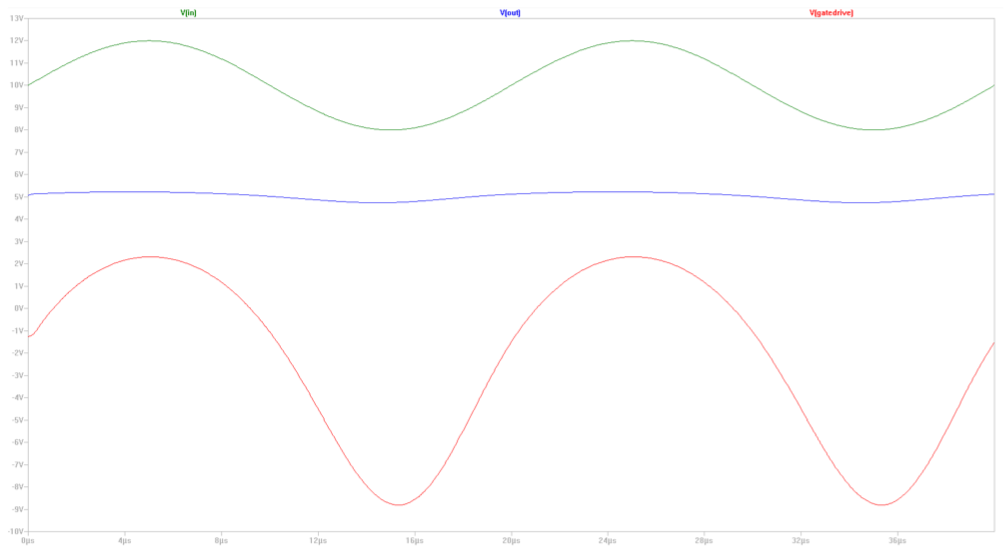 V(in) V(out) V(gatedrive)
13V
12V
11V
10V
9V
8V
7V
6V
5V
4V
3V
2V
1V
0V
-1V
-2V
-3V
-4V
-5V
-6V
-7V
-8V
-9V
-10V
0µs 4µs 8µs 12µs 16µs 20µs 24µs 28µs 32µs 36µs